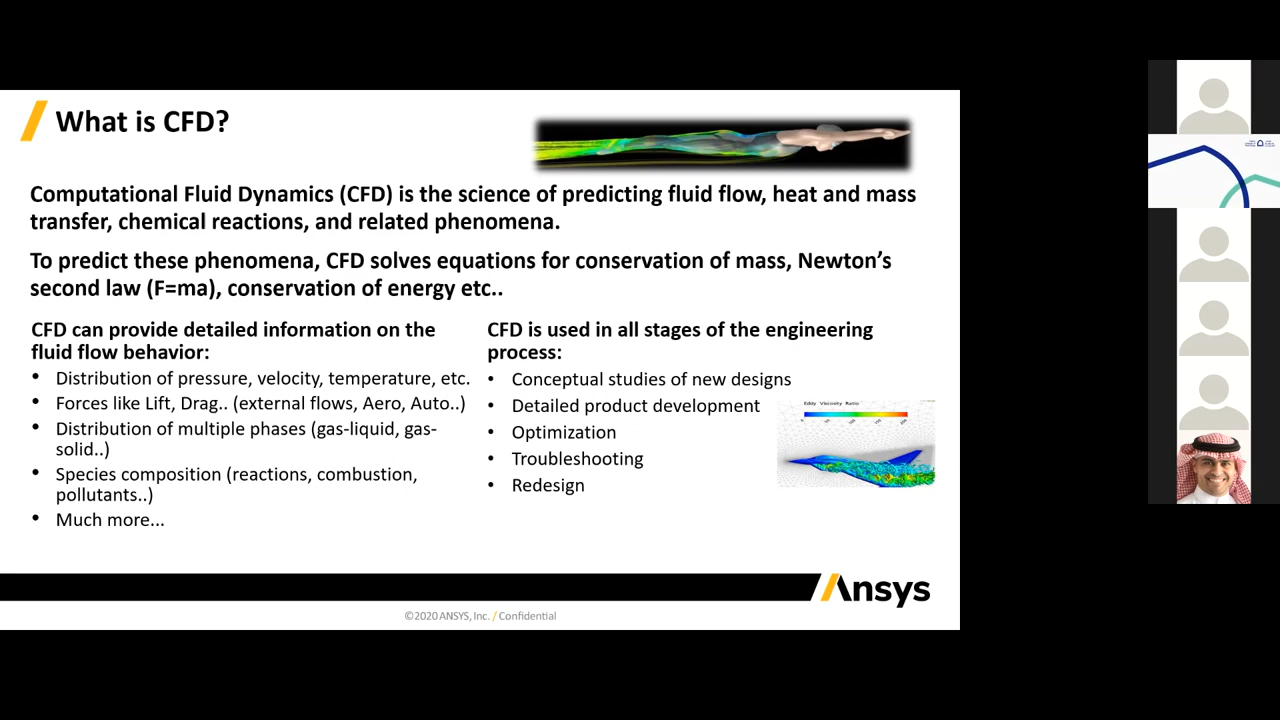 What is CFD?
Computational Fluid Dynamics (CFD) is the science of predicting fluid flow, heat and mass
transfer, chemical reactions, and related phenomena.
To predict these phenomena, CFD solves equations for conservation of mass, Newton’s
second law (F=ma), conservation of energy etc..
CFD can provide detailed information on the
fluid flow behavior:
• Distribution of pressure, velocity, temperature, etc.
• Forces like Lift, Drag.. (external flows, Aero, Auto..)
• Distribution of multiple phases (gas-liquid, gas-
solid..)
• Species composition (reactions, combustion,
pollutants..)
• Much more...
CFD is used in all stages of the engineering
process:
• Conceptual studies of new designs
• Detailed product development
• Optimization
• Troubleshooting
• Redesign
Eddy Viscosity Ratio
Ansys
©2020 ANSYS, Inc. / Confidential